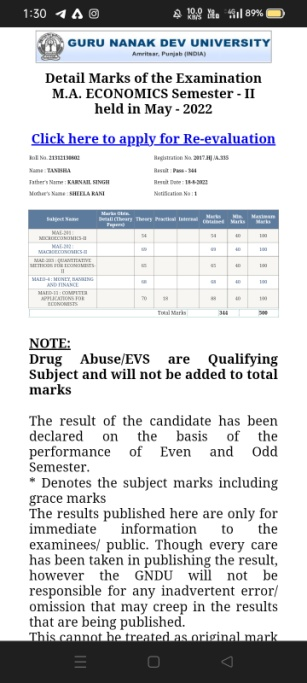 1:30
10.0 KB/S
4G
89%
GURU NANAK DEV UNIVERSITY
Amritsar, Punjab (INDIA)
Detail Marks of the Examination
M.A. ECONOMICS Semester - II
held in May - 2022
Click here to apply for Re-evaluation
Roll No. 21312138602 Registration No. 2017.HJ /A.335
Name : TANISHA Result : Pass - 344
Father's Name : KARNAIL SINGH Result Date : 18-8-2022
Mother's Name : SHEELA RANI Notification No : 1
Subject Name Marks Obtn. Detail (Theory Papers) Theory Practical Internal Marks Obtained Min. Marks Maximum Marks
MAE-201 : MICROECONOMICS-II 54 54 40 100
MAE-202 : MACROECONOMICS-II 69 69 40 100
MAE-203 : QUANTITATIVE METHODS FOR ECONOMISTS-II 65 65 40 100
MAEO-4 : MONEY, BANKING AND FINANCE 40 100
MAEO-13 : COMPUTER APPLICATIONS FOR ECONOMISTS 70 40 100
Total Marks 344 500
NOTE:
Drug Abuse/EVS are Qualifying
Subject and will not be added to total
marks
The result of the candidate has been
declared on the basis of the
performance of Even and Odd
Semester.
* Denotes the subject marks including
grace marks
The results published here are only for
immediate information to the
examinees/ public. Though every care
has been taken in publishing the result,
however the GNDU will not be
responsible for any inadvertent error/
omission that may creep in the results
that are being published.
This cannot be treated as original mark